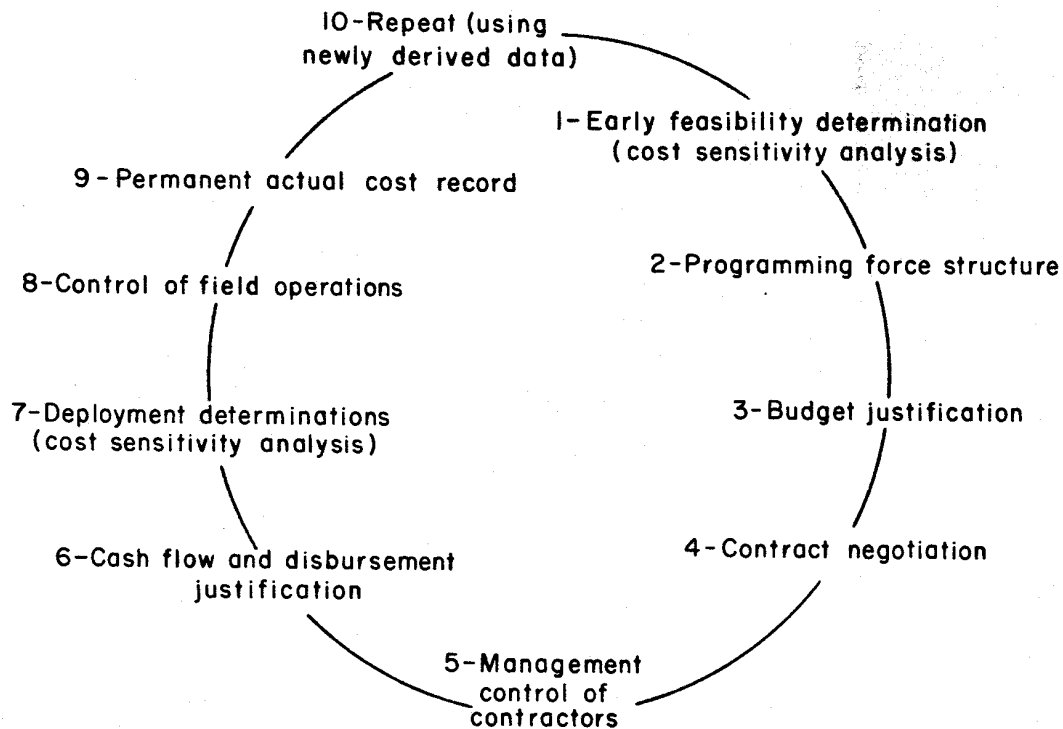 10-Repeat (using
newly derived data)
1-Early feasibility determination
(cost sensitivity analysis)
2-Programming force structure
3-Budget justification
4-Contract negotiation
5-Management
control of
contractors
6-Cash flow and disbursement
justification
7-Deployment determinations
(cost sensitivity analysis)
8-Control of field operations
9-Permanent actual cost record